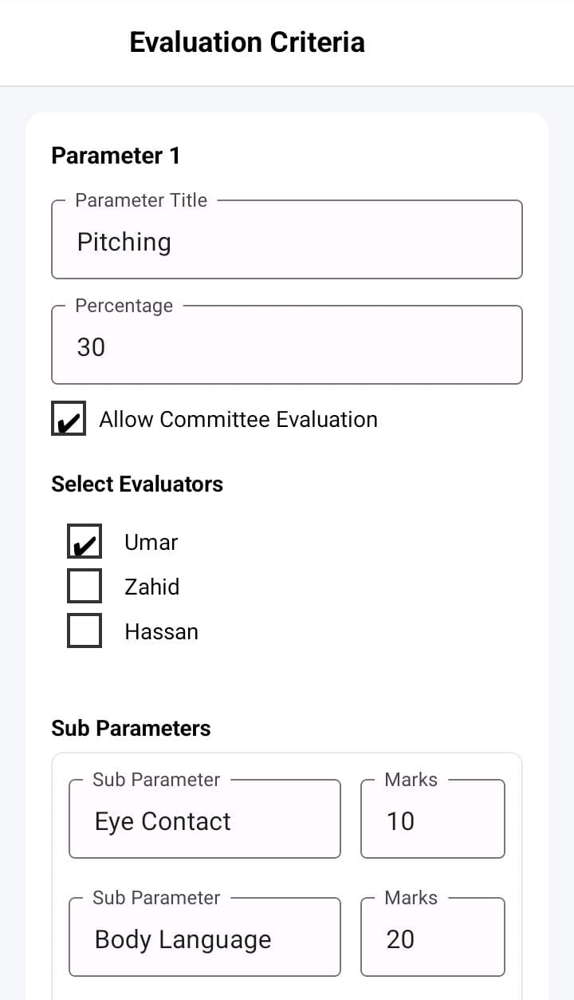 Evaluation Criteria
Parameter 1
Parameter Title
Pitching
Percentage
30
Allow Committee Evaluation
Select Evaluators
Umar
Zahid
Hassan
Sub Parameters
Sub Parameter
Marks
Eye Contact
10
Sub Parameter
Marks
Body Language
20